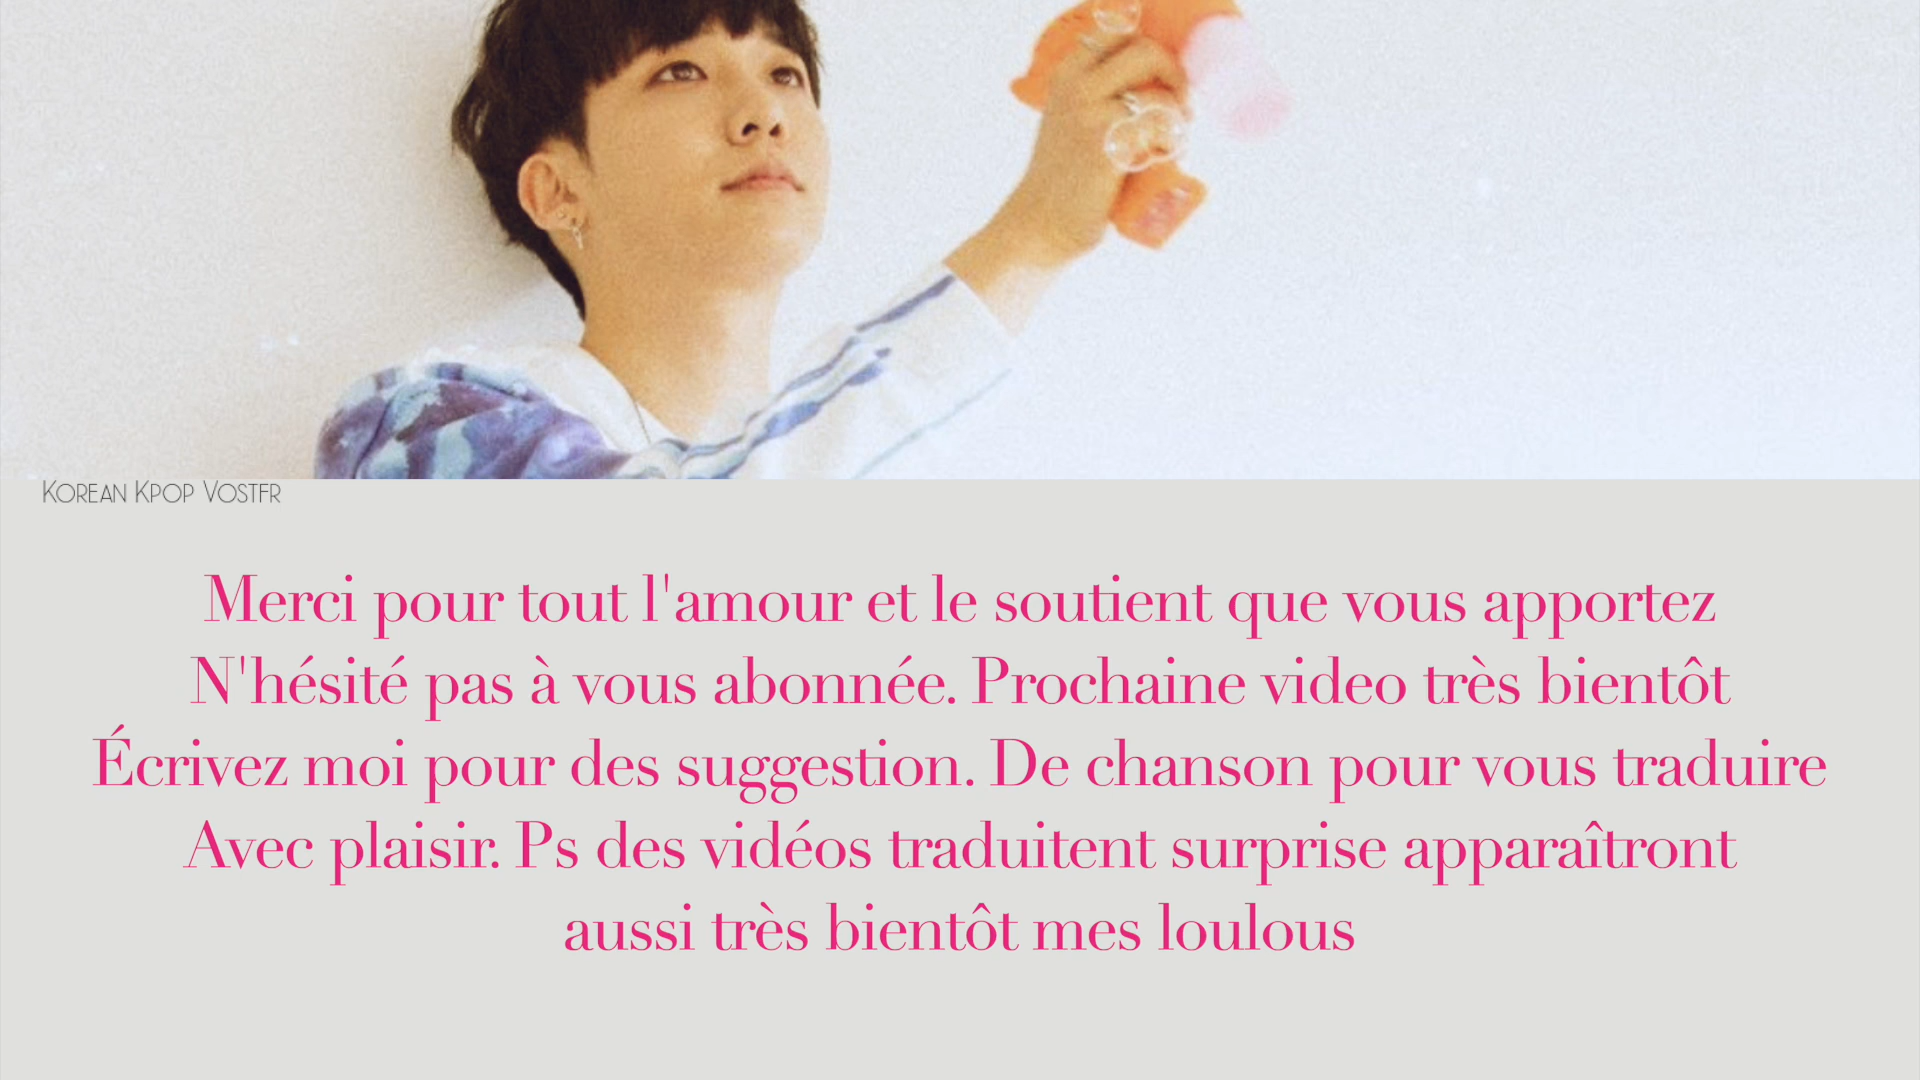 Korean Kpop Vostfr
Merci pour tout l'amour et le soutient que vous apportez
N'hésité pas à vous abonnée. Prochaine video très bientôt
Écrivez moi pour des suggestion. De chanson pour vous traduire
Avec plaisir. Ps des vidéos traduitent surprise apparaîtront
aussi très bientôt mes loulous